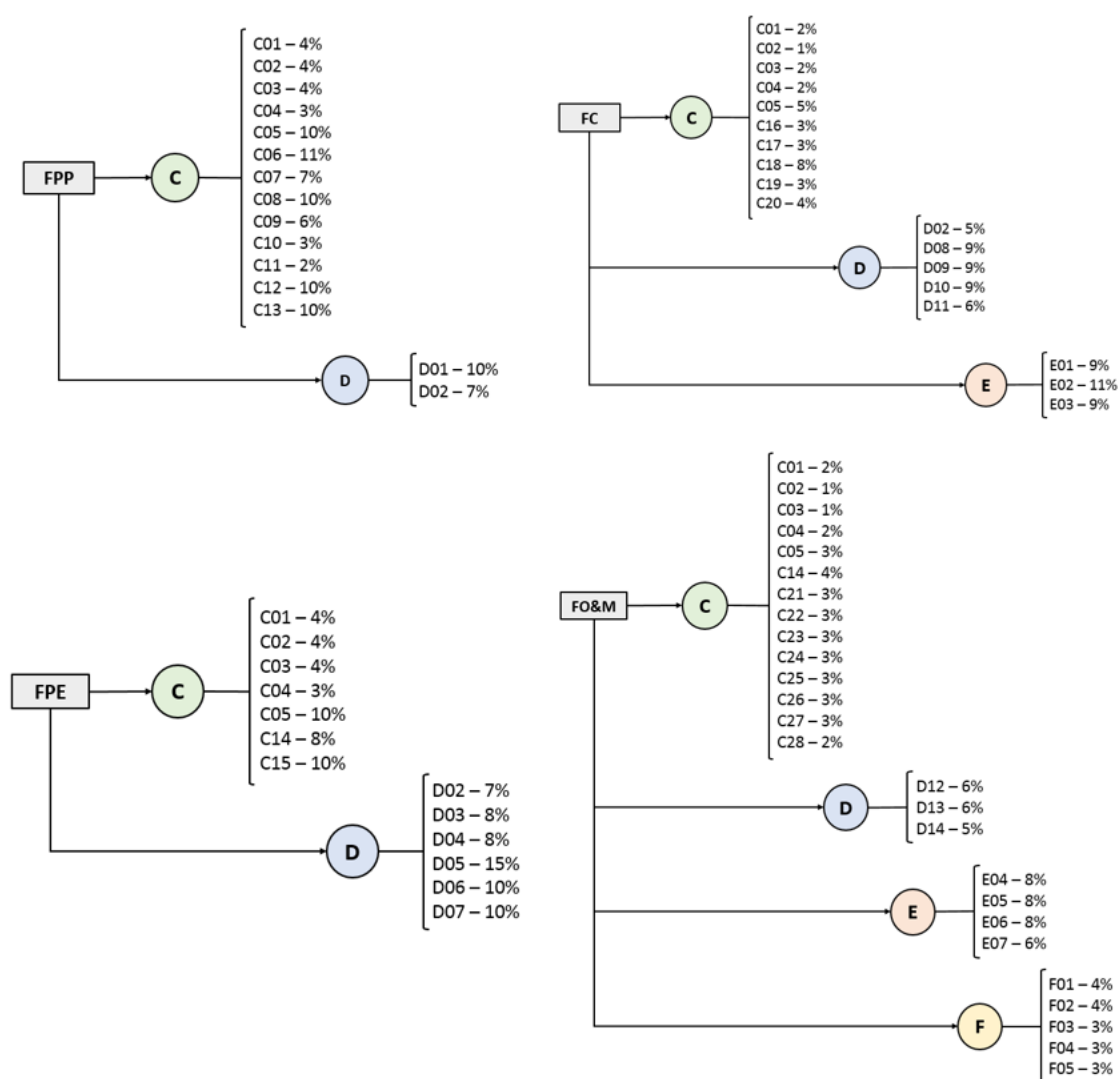 FPP
C
C01 – 4%
C02 – 4%
C03 – 4%
C04 – 3%
C05 – 10%
C06 – 11%
C07 – 7%
C08 – 10%
C09 – 6%
C10 – 3%
C11 – 2%
C12 – 10%
C13 – 10%
D
D01 – 10%
D02 – 7%
FC
C
C01 – 2%
C02 – 1%
C03 – 2%
C04 – 2%
C05 – 5%
C16 – 3%
C17 – 3%
C18 – 8%
C19 – 3%
C20 – 4%
D
D02 – 5%
D08 – 9%
D09 – 9%
D10 – 9%
D11 – 6%
E
E01 – 9%
E02 – 11%
E03 – 9%
FPE
C
C01 – 4%
C02 – 4%
C03 – 4%
C04 – 3%
C05 – 10%
C14 – 8%
C15 – 10%
D
D02 – 7%
D03 – 8%
D04 – 8%
D05 – 15%
D06 – 10%
D07 – 10%
FO&M
C
C01 – 2%
C02 – 1%
C03 – 1%
C04 – 2%
C05 – 3%
C14 – 4%
C21 – 3%
C22 – 3%
C23 – 3%
C24 – 3%
C25 – 3%
C26 – 3%
C27 – 3%
C28 – 2%
D
D12 – 6%
D13 – 6%
D14 – 5%
E
E04 – 8%
E05 – 8%
E06 – 8%
E07 – 6%
F
F01 – 4%
F02 – 4%
F03 – 3%
F04 – 3%
F05 – 3%